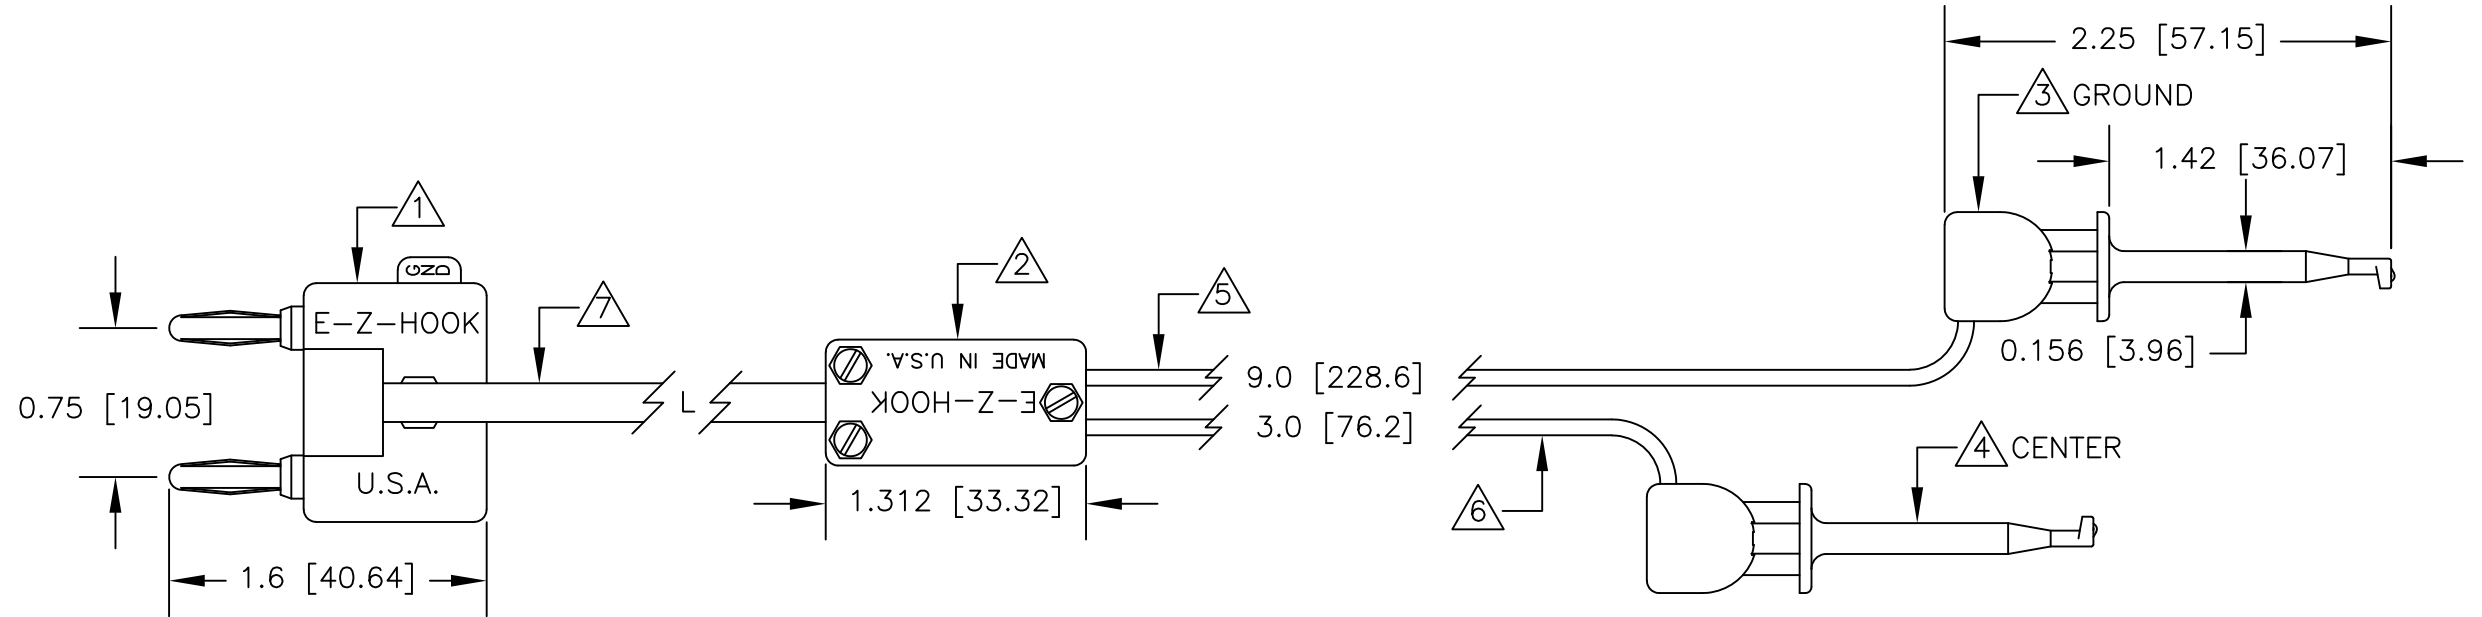 2.25 [57.15]
3 GROUND
1.42 [36.07]
1
2
GND
5
7
E-Z-HOOK
MADE IN U.S.A.
0.156 [3.96]
9.0 [228.6]
E-Z-HOOK
L
0.75 [19.05]
3.0 [76.2]
4 CENTER
U.S.A.
1.312 [33.32]
6
1.6 [40.64]